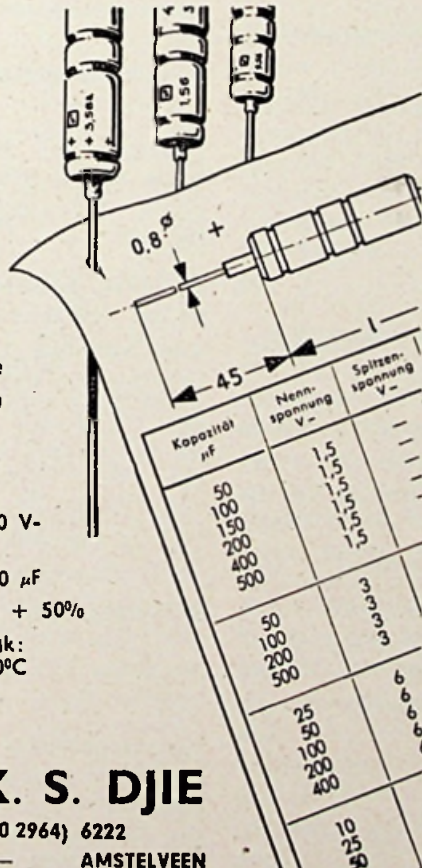 + 3,58k
1,56
0,8 ø
+
45
l
Kapazität
µF
Nenn-
spannung
V –
Spitzen-
spannung
V –
50 1,5 –
100 1,5 –
150 1,5 –
200 1,5 –
400 1,5 –
500 1,5
50 3
100 3
200 3
500 3
25 6
50 6
100 6
200 6
400 6
10
25
50
0 V-
0 µF
+ 50%
k:
0°C
K. S. DJIE
0 2964) 6222
— AMSTELVEEN